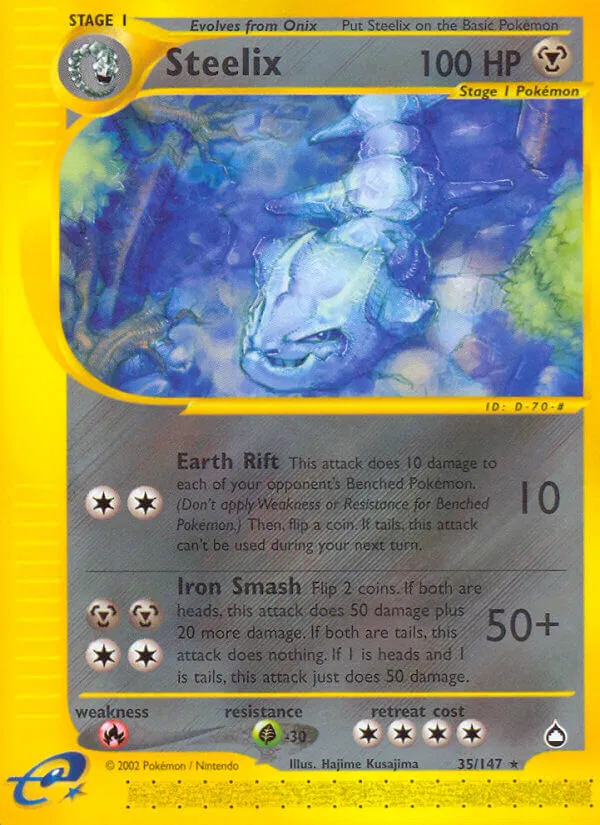 STAGE 1
Evolves from Onix Put Steelix on the Basic Pokémon
Steelix 100 HP
Stage 1 Pokémon
ID: D-70-#
Earth Rift This attack does 10 damage to
each of your opponent's Benched Pokémon.
(Don't apply Weakness or Resistance for Benched
Pokémon.) Then, flip a coin. If tails, this attack
can't be used during your next turn.
10
Iron Smash Flip 2 coins. If both are
heads, this attack does 50 damage plus
20 more damage. If both are tails, this
attack does nothing. If 1 is heads and 1
is tails, this attack just does 50 damage.
50+
weakness resistance retreat cost
-30
© 2002 Pokémon / Nintendo Illus. Hajime Kusajima 35/147
e